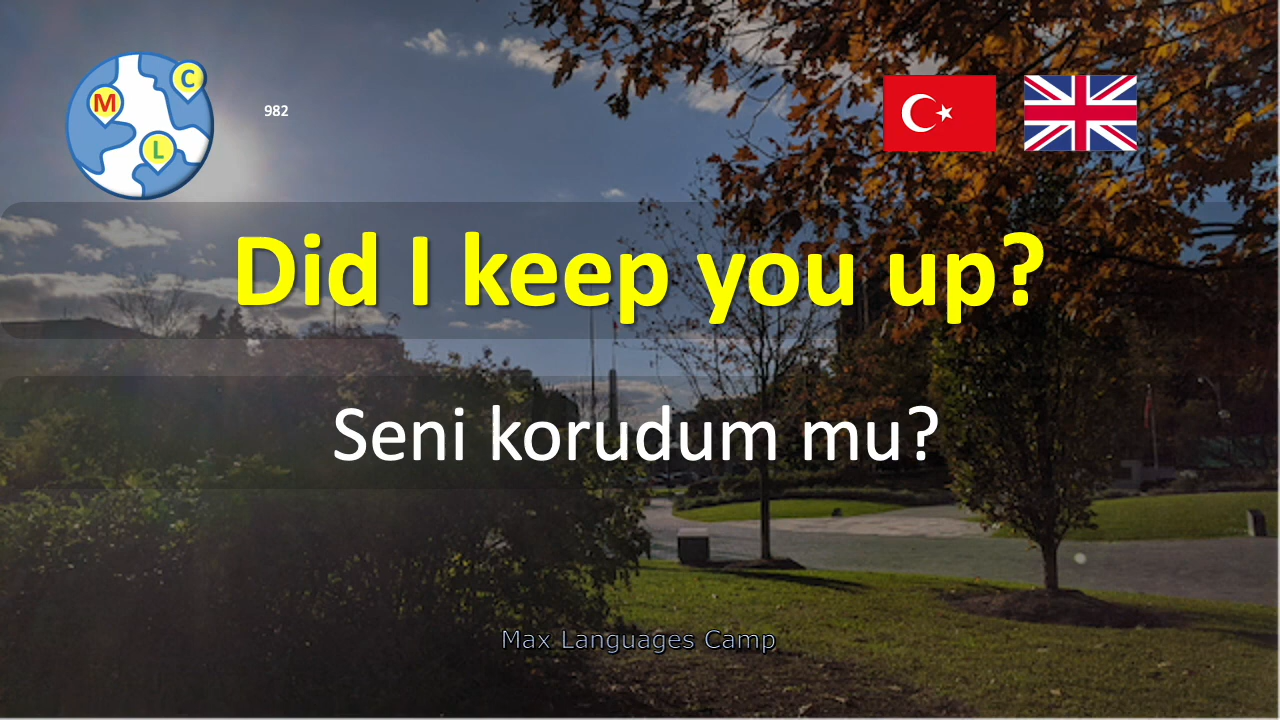 C
M
L
982
Did I keep you up?
Seni korudum mu?
Max Languages Camp